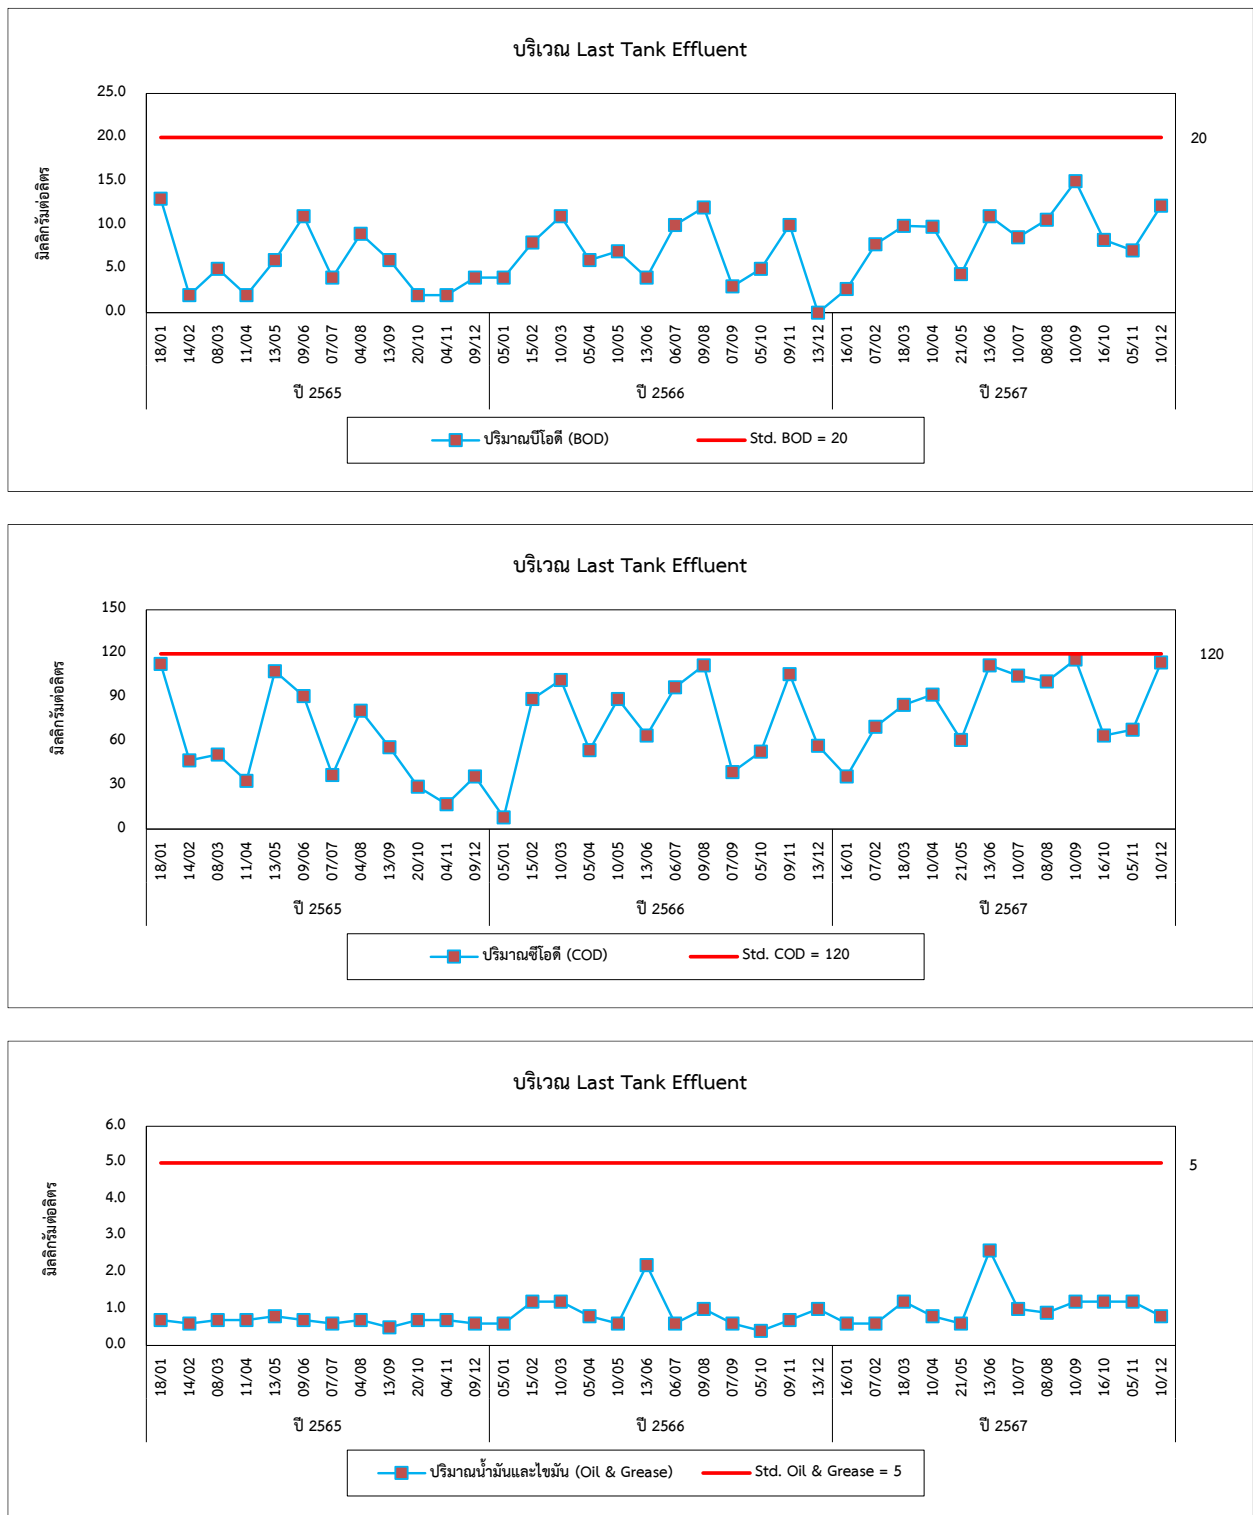 บริเวณ Last Tank Effluent
มิลลิกรัมต่อลิตร
25.0
20.0
15.0
10.0
5.0
0.0
20
18/01 14/02 08/03 11/04 13/05 09/06 07/07 04/08 13/09 20/10 04/11 09/12 05/01 15/02 10/03 05/04 10/05 13/06 06/07 09/08 07/09 05/10 09/11 13/12 16/01 07/02 18/03 10/04 21/05 13/06 10/07 08/08 10/09 16/10 05/11 10/12
ปี 2565 ปี 2566 ปี 2567
ปริมาณบีโอดี (BOD) Std. BOD = 20
บริเวณ Last Tank Effluent
มิลลิกรัมต่อลิตร
150
120
90
60
30
0
120
18/01 14/02 08/03 11/04 13/05 09/06 07/07 04/08 13/09 20/10 04/11 09/12 05/01 15/02 10/03 05/04 10/05 13/06 06/07 09/08 07/09 05/10 09/11 13/12 16/01 07/02 18/03 10/04 21/05 13/06 10/07 08/08 10/09 16/10 05/11 10/12
ปี 2565 ปี 2566 ปี 2567
ปริมาณซีโอดี (COD) Std. COD = 120
บริเวณ Last Tank Effluent
มิลลิกรัมต่อลิตร
6.0
5.0
4.0
3.0
2.0
1.0
0.0
5
18/01 14/02 08/03 11/04 13/05 09/06 07/07 04/08 13/09 20/10 04/11 09/12 05/01 15/02 10/03 05/04 10/05 13/06 06/07 09/08 07/09 05/10 09/11 13/12 16/01 07/02 18/03 10/04 21/05 13/06 10/07 08/08 10/09 16/10 05/11 10/12
ปี 2565 ปี 2566 ปี 2567
ปริมาณน้ำมันและไขมัน (Oil & Grease) Std. Oil & Grease = 5